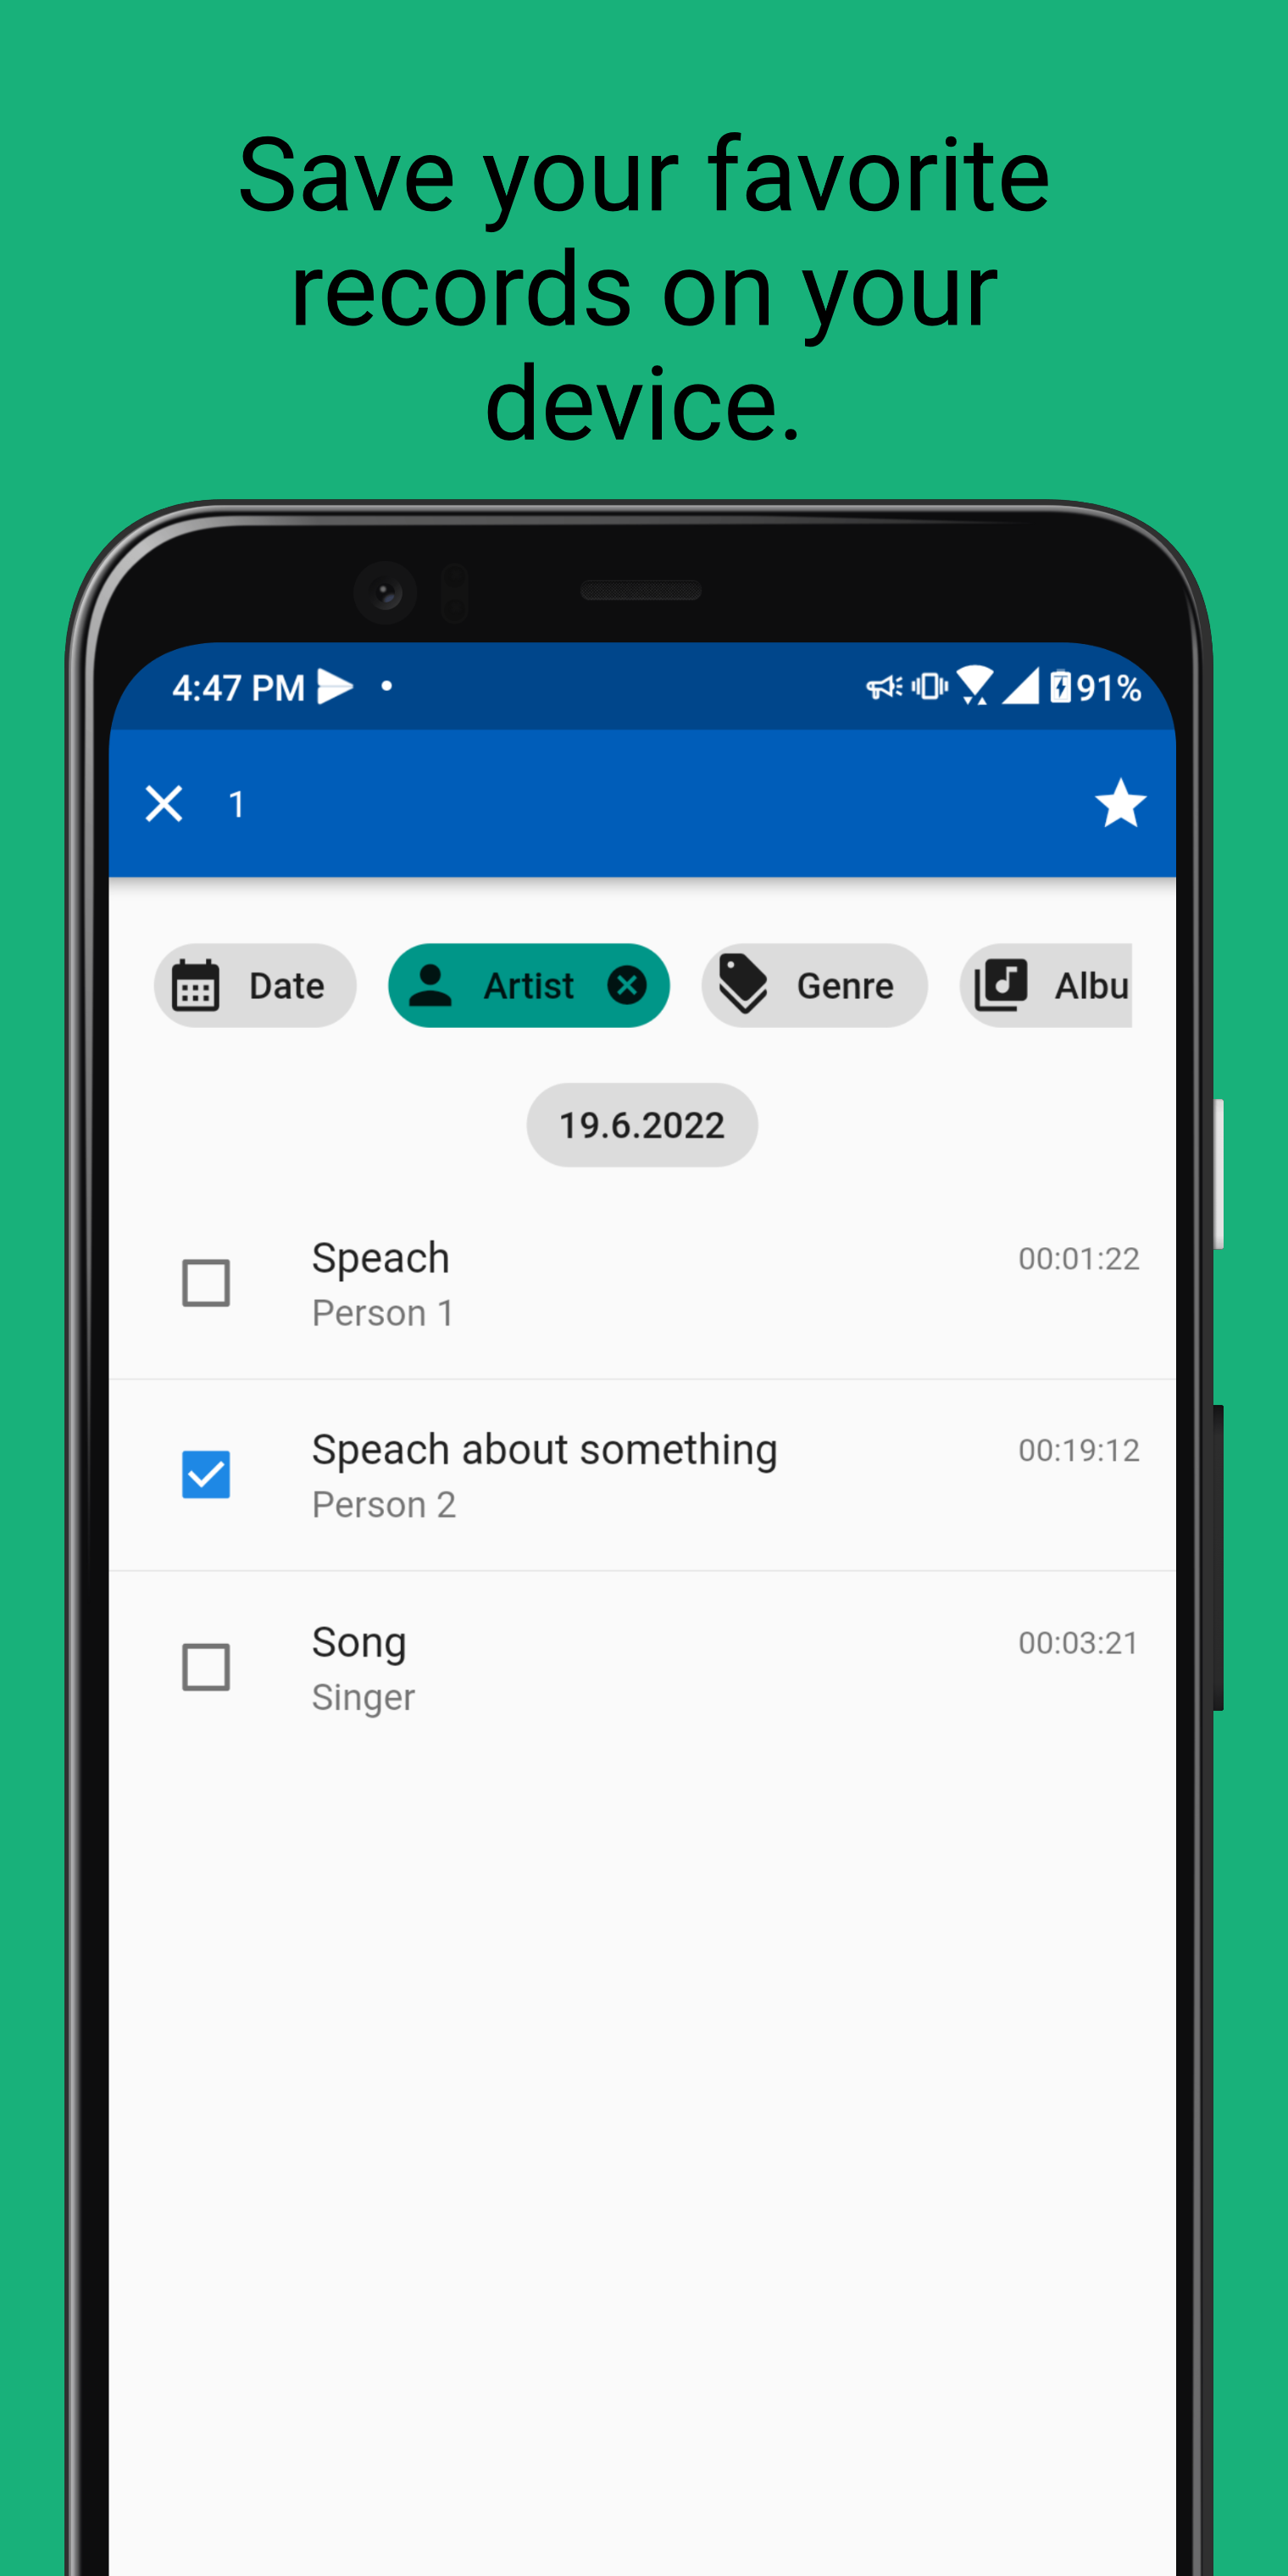 Save your favorite
records on your
device.
4:47 PM 91%
1
Date Artist Genre Albu
19.6.2022
Speach 00:01:22
Person 1
Speach about something 00:19:12
Person 2
Song 00:03:21
Singer